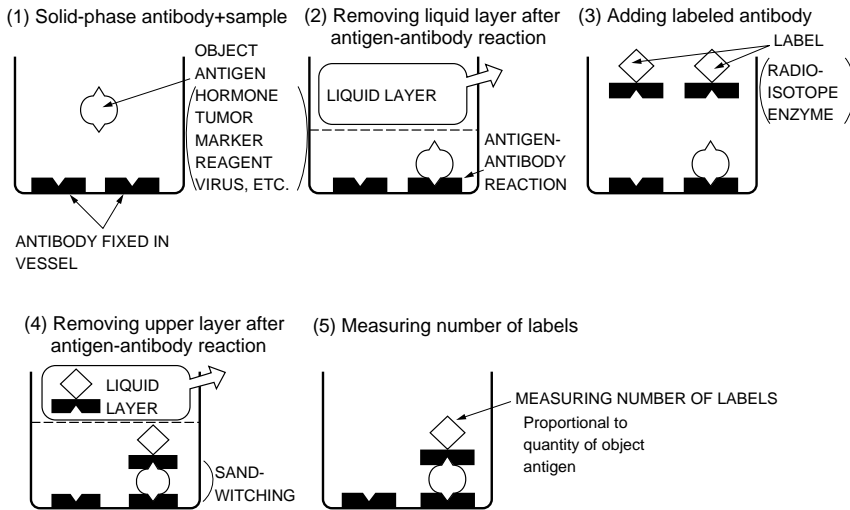 (1) Solid-phase antibody+sample
OBJECT
ANTIGEN
HORMONE
TUMOR
MARKER
REAGENT
VIRUS, ETC.
ANTIBODY FIXED IN
VESSEL
(2) Removing liquid layer after
antigen-antibody reaction
LIQUID LAYER
ANTIGEN-
ANTIBODY
REACTION
(3) Adding labeled antibody
LABEL
RADIO-
ISOTOPE
ENZYME
(4) Removing upper layer after
antigen-antibody reaction
LIQUID
LAYER
SAND-
WITCHING
(5) Measuring number of labels
MEASURING NUMBER OF LABELS
Proportional to
quantity of object
antigen